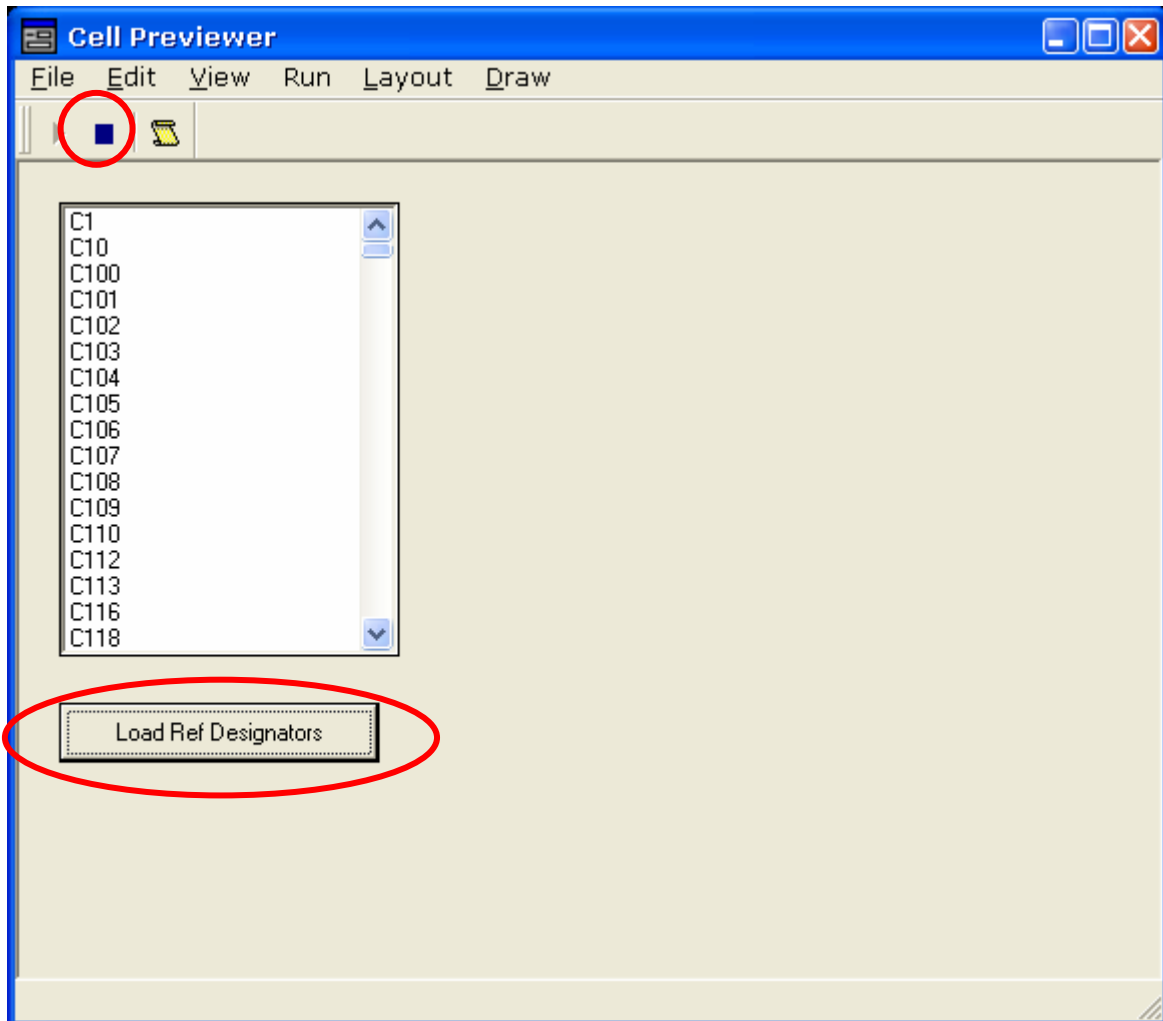 Cell Previewer
File Edit View Run Layout Draw
C1
C10
C100
C101
C102
C103
C104
C105
C106
C107
C108
C109
C110
C112
C113
C116
C118
Load Ref Designators